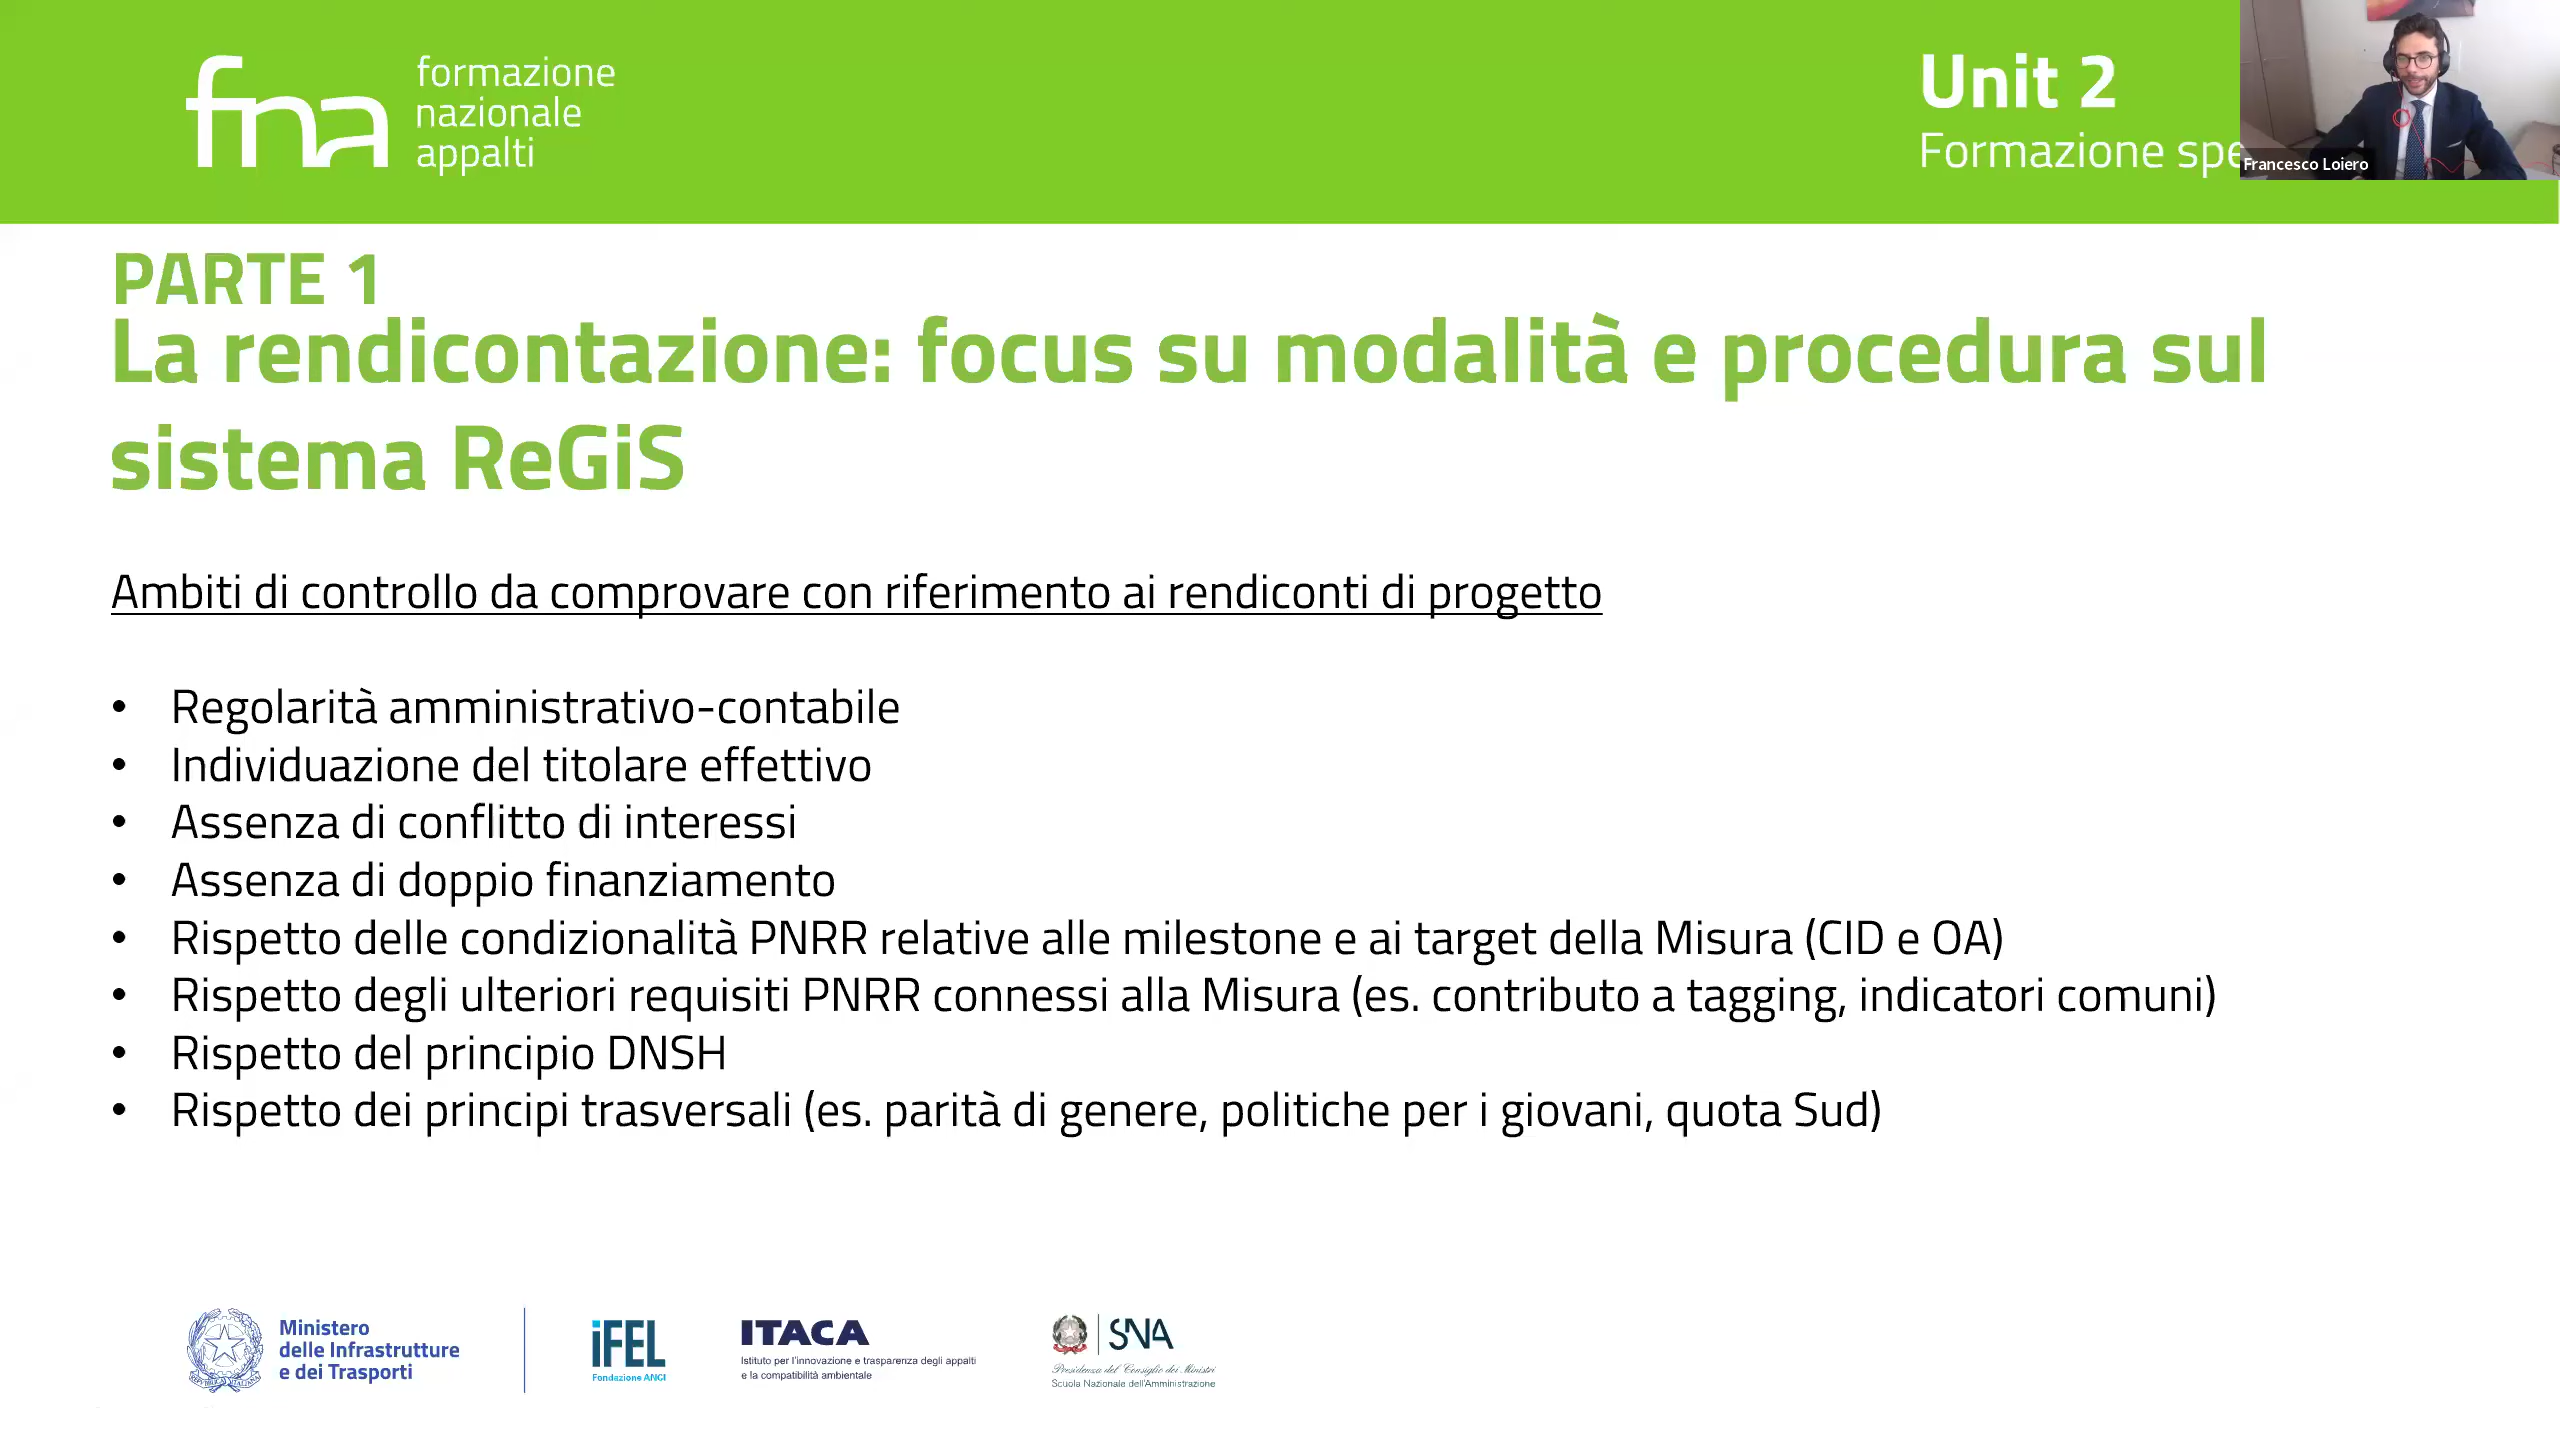 fna
formazione
nazionale
appalti
Unit 2
Formazione spe
Francesco Loiero
PARTE 1
La rendicontazione: focus su modalità e procedura sul
sistema ReGiS
Ambiti di controllo da comprovare con riferimento ai rendiconti di progetto
• Regolarità amministrativo-contabile
• Individuazione del titolare effettivo
• Assenza di conflitto di interessi
• Assenza di doppio finanziamento
• Rispetto delle condizionalità PNRR relative alle milestone e ai target della Misura (CID e OA)
• Rispetto degli ulteriori requisiti PNRR connessi alla Misura (es. contributo a tagging, indicatori comuni)
• Rispetto del principio DNSH
• Rispetto dei principi trasversali (es. parità di genere, politiche per i giovani, quota Sud)
Ministero
delle Infrastrutture
e dei Trasporti
iFEL
Fondazione ANCI
ITACA
Istituto per l'innovazione e trasparenza degli appalti
e la compatibilità ambientale
SNA
Presidenza del Consiglio dei Ministri
Scuola Nazionale dell'Amministrazione